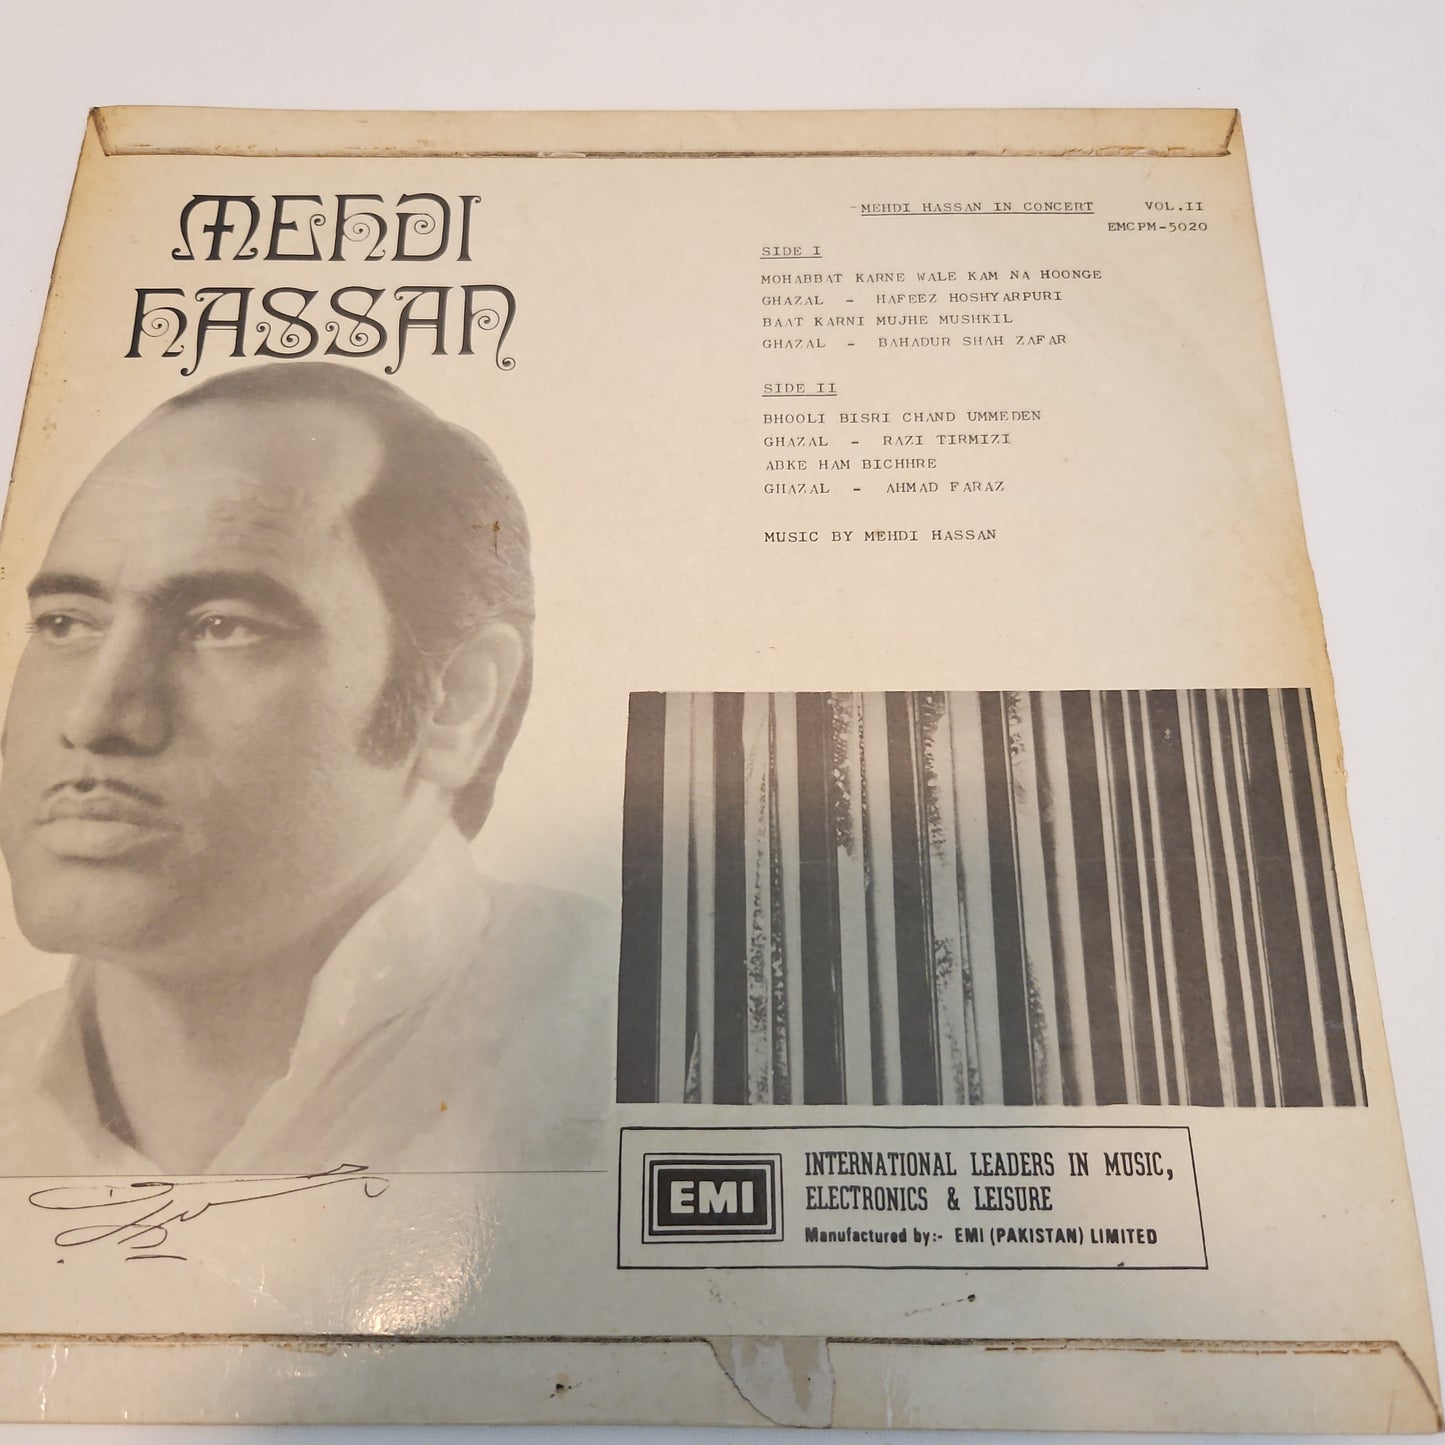 MEHDI
HASSAN
MEHDI HASSAN IN CONCERT VOL.II
EMCPM-5020
SIDE I
MOHABBAT KARNE WALE KAM NA HOONGE
GHAZAL - HAFEEZ HOSHYARPURI
BAAT KARNI MUJHE MUSHKIL
GHAZAL - BAHADUR SHAH ZAFAR
SIDE II
BHOOLI BISRI CHAND UMMEDEN
GHAZAL - RAZI TIRMIZI
ABKE HAM BICHHRE
GHAZAL - AHMAD FARAZ
MUSIC BY MEHDI HASSAN
EMI
INTERNATIONAL LEADERS IN MUSIC,
ELECTRONICS & LEISURE
Manufactured by:- EMI (PAKISTAN) LIMITED